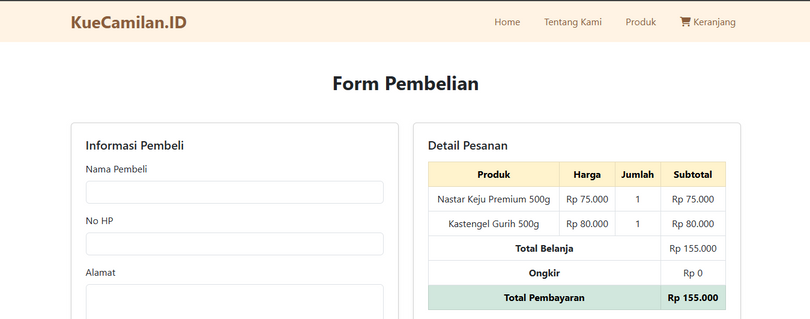 KueCamilan.ID
Home Tentang Kami Produk Keranjang
Form Pembelian
Informasi Pembeli
Nama Pembeli
No HP
Alamat
Detail Pesanan
Produk Harga Jumlah Subtotal
Nastar Keju Premium 500g Rp 75.000 1 Rp 75.000
Kastengel Gurih 500g Rp 80.000 1 Rp 80.000
Total Belanja Rp 155.000
Ongkir Rp 0
Total Pembayaran Rp 155.000